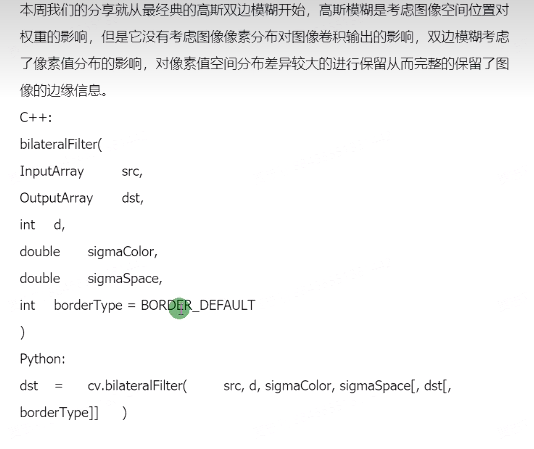 本周我们的分享就从最经典的高斯双边模糊开始，高斯模糊是考虑图像空间位置对
权重的影响，但是它没有考虑图像像素分布对图像卷积输出的影响，双边模糊考虑
了像素值分布的影响，对像素值空间分布差异较大的进行保留从而完整的保留了图
像的边缘信息。
C++:
bilateralFilter(
InputArray src,
OutputArray dst,
int d,
double sigmaColor,
double sigmaSpace,
int borderType = BORDER_DEFAULT
)
Python:
dst = cv.bilateralFilter( src, d, sigmaColor, sigmaSpace[, dst[,
borderType]] )